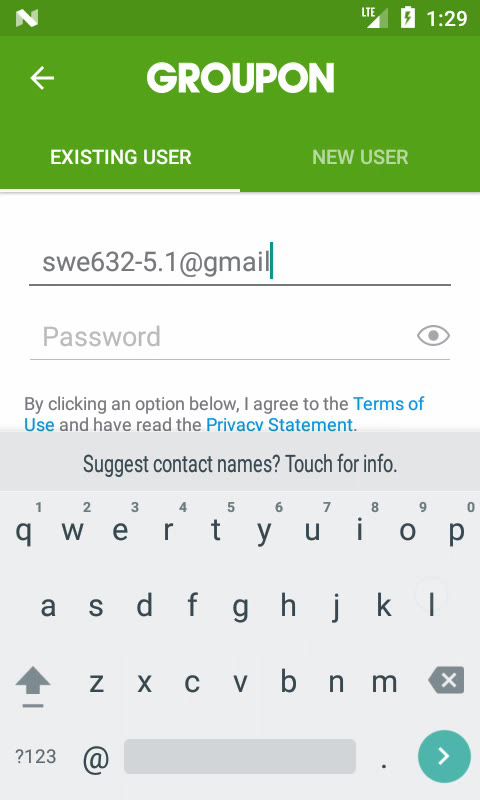 LTE 1:29
GROUPON
EXISTING USER NEW USER
swe632-5.1@gmail
Password
By clicking an option below, I agree to the Terms of
Use and have read the Privacy Statement.
Suggest contact names? Touch for info.
1 2 3 4 5 6 7 8 9 0
q w e r t y u i o p
a s d f g h j k l
z x c v b n m
?123 @ .